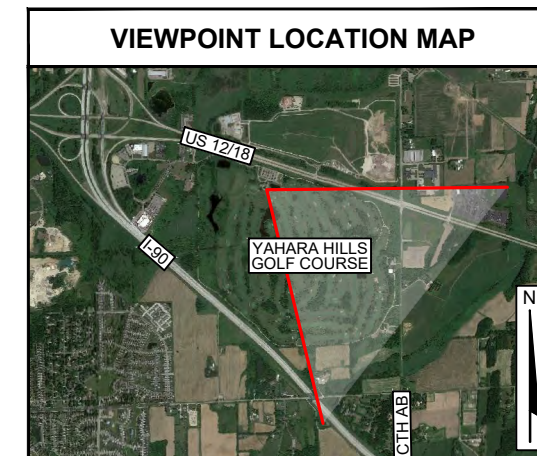 VIEWPOINT LOCATION MAP
US 12/18
I-90
YAHARA HILLS
GOLF COURSE
N
CTH AB